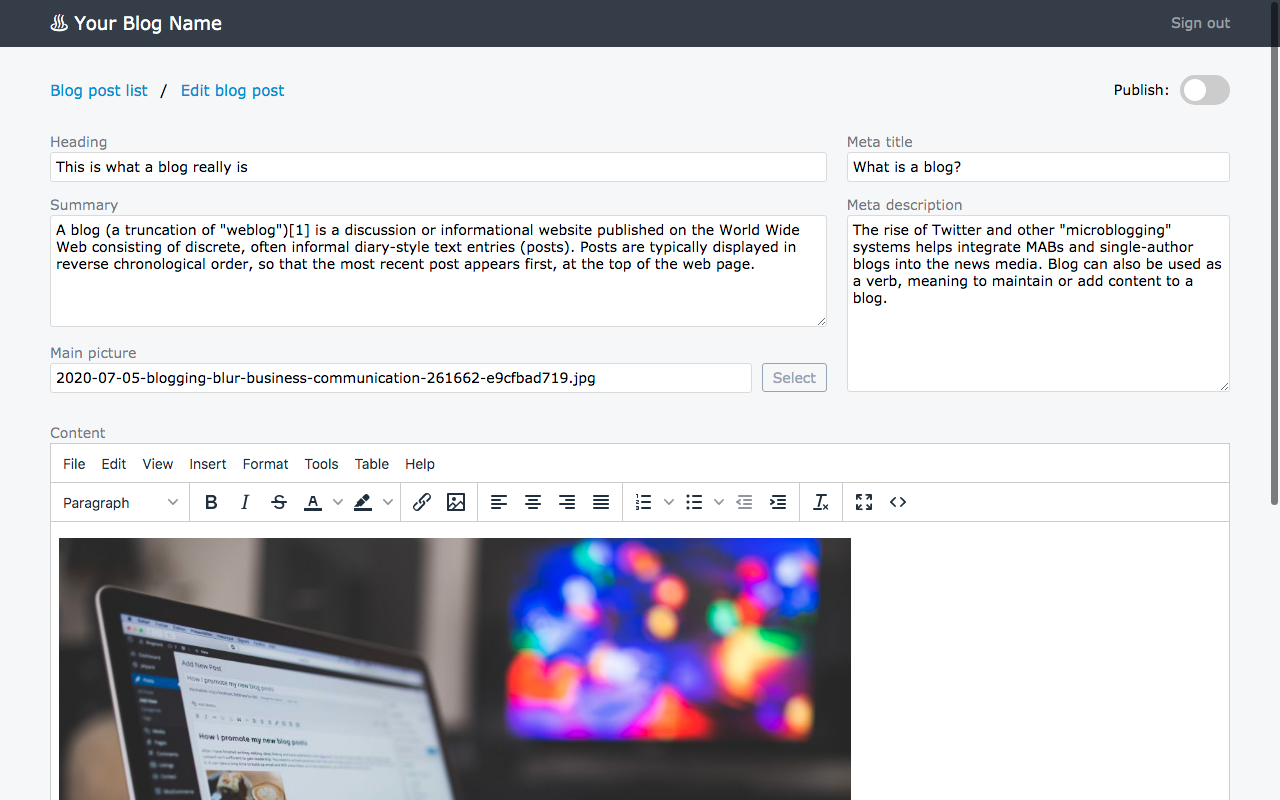 Your Blog Name
Sign out
Blog post list / Edit blog post
Publish:
Heading
This is what a blog really is
Meta title
What is a blog?
Summary
A blog (a truncation of "weblog")[1] is a discussion or informational website published on the World Wide
Web consisting of discrete, often informal diary-style text entries (posts). Posts are typically displayed in
reverse chronological order, so that the most recent post appears first, at the top of the web page.
Meta description
The rise of Twitter and other "microblogging"
systems helps integrate MABs and single-author
blogs into the news media. Blog can also be used as
a verb, meaning to maintain or add content to a
blog.
Main picture
2020-07-05-blogging-blur-business-communication-261662-e9cfbad719.jpg
Select
Content
File Edit View Insert Format Tools Table Help
Paragraph
Add New Post
How I promote my new blog posts
Posts
Add New
How I promote my new blog posts